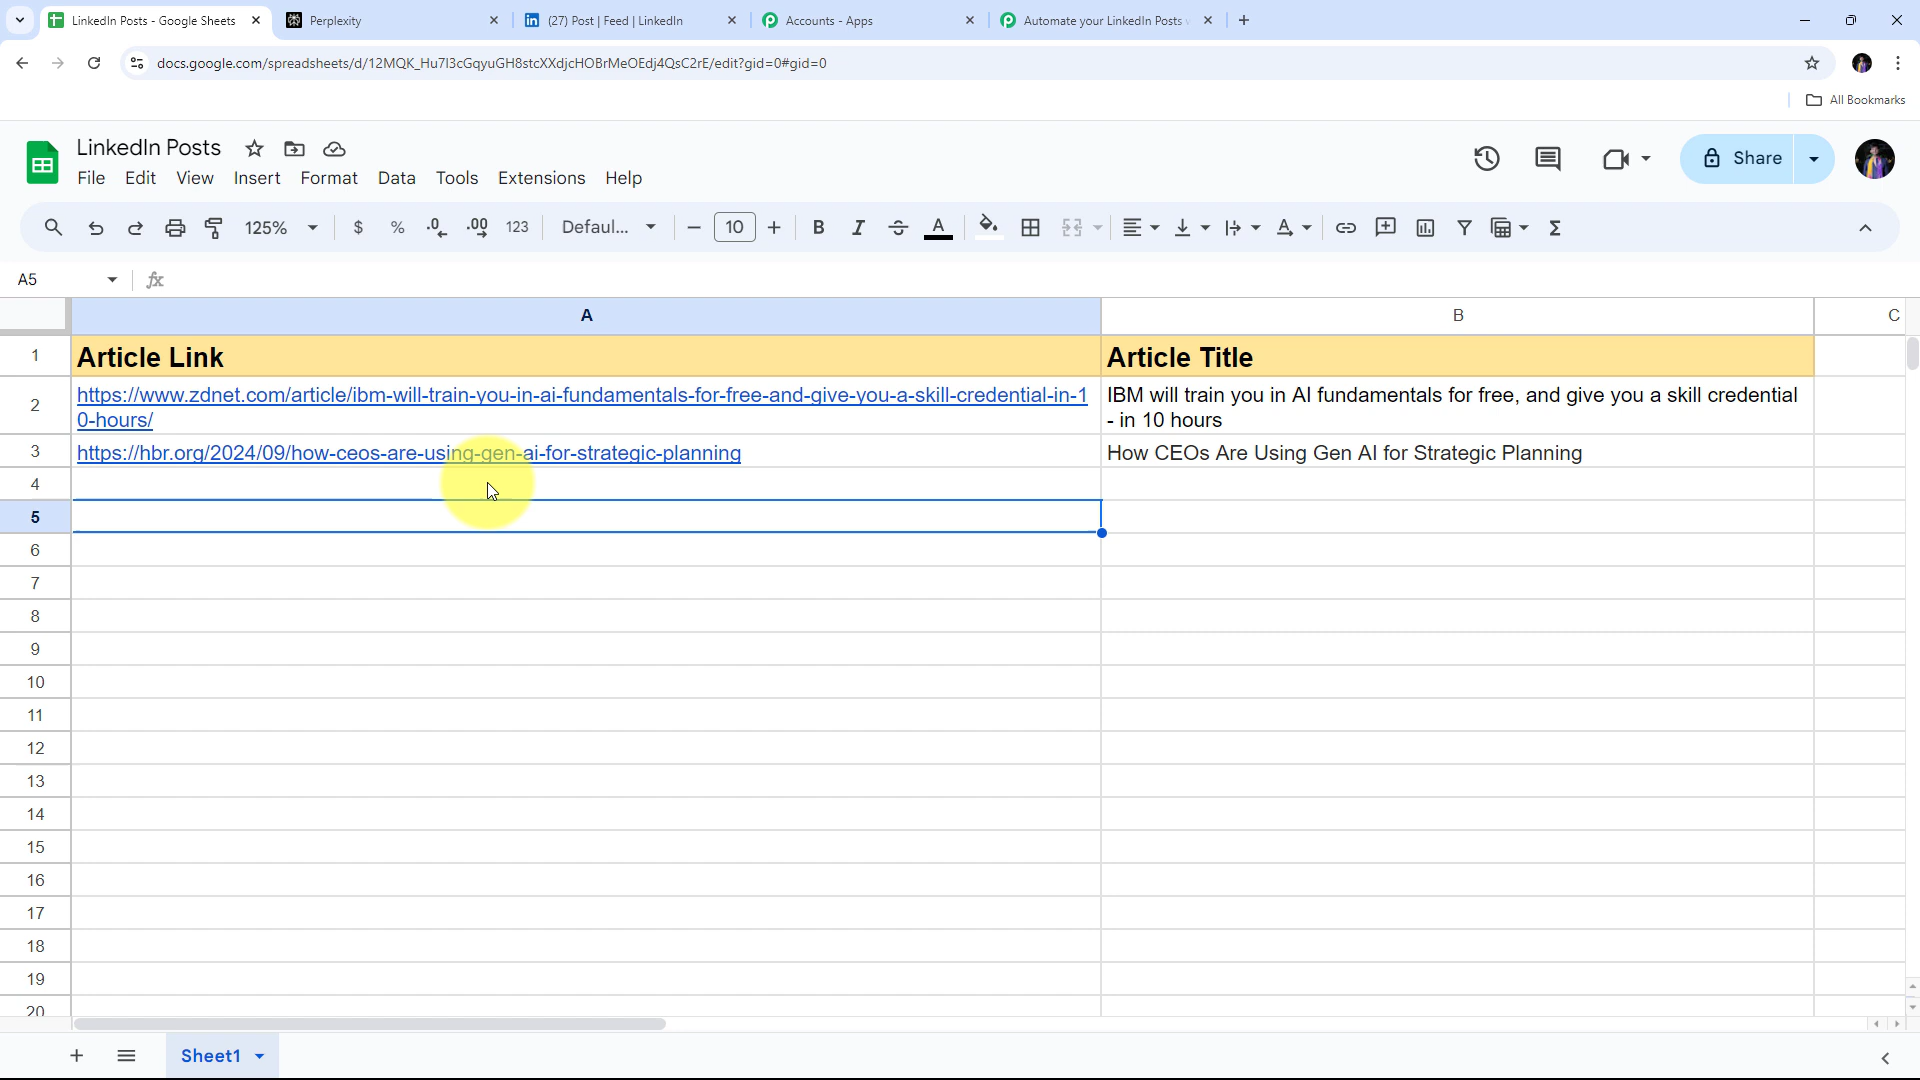 LinkedIn Posts - Google Sheets
Perplexity
(27) Post | Feed | LinkedIn
Accounts - Apps
Automate your LinkedIn Posts
docs.google.com/spreadsheets/d/12MQK_Hu7I3cGqyuGH8stcXXdjcHOBrMeOEdj4QsC2rE/edit?gid=0#gid=0
All Bookmarks
LinkedIn Posts
File Edit View Insert Format Data Tools Extensions Help
Share
125% $ % .0 .00 123 Defaul... 10 B I A
A5 fx
A B C
1 Article Link Article Title
2 https://www.zdnet.com/article/ibm-will-train-you-in-ai-fundamentals-for-free-and-give-you-a-skill-credential-in-1
0-hours/
IBM will train you in AI fundamentals for free, and give you a skill credential
- in 10 hours
3 https://hbr.org/2024/09/how-ceos-are-using-gen-ai-for-strategic-planning How CEOs Are Using Gen AI for Strategic Planning
4
5
6
7
8
9
10
11
12
13
14
15
16
17
18
19
20
Sheet1